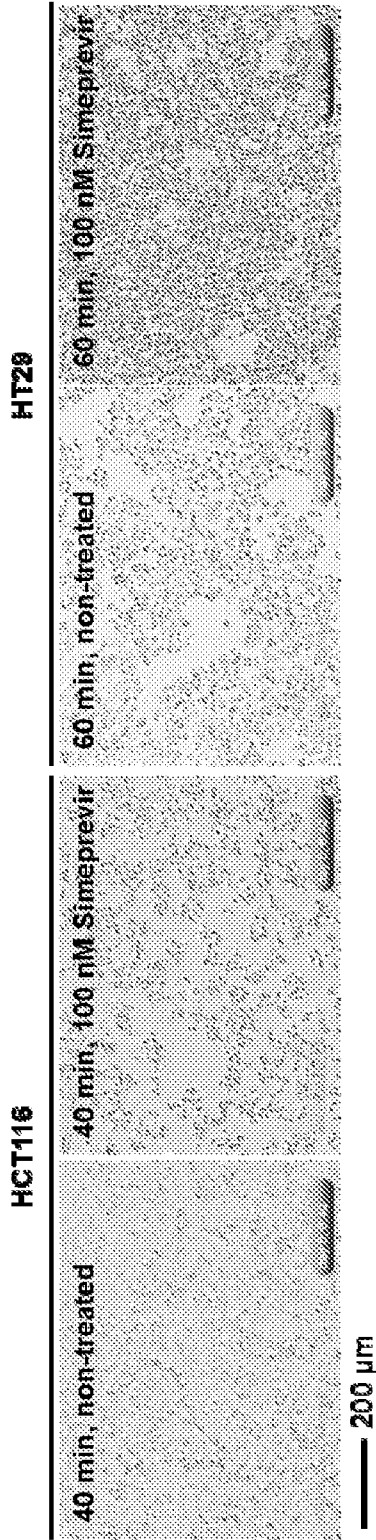 HCT116
HT29
40 min, non-treated
40 min, 100 nM Simeprevir
60 min, non-treated
60 min, 100 nM Simeprevir
200 µm